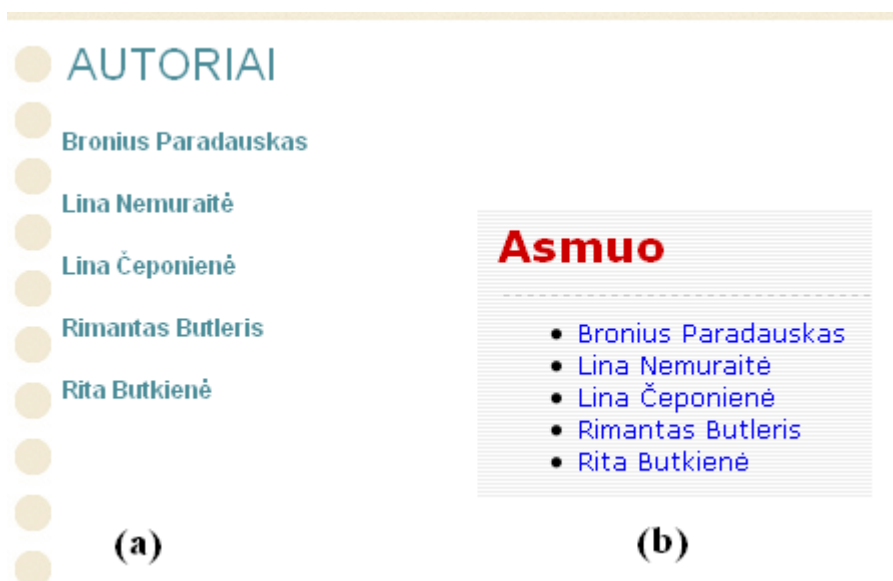 AUTORIAI
Bronius Paradauskas
Lina Nemuraitė
Lina Čeponienė
Rimantas Butleris
Rita Butkienė
(a)
Asmuo
Bronius Paradauskas
Lina Nemuraitė
Lina Čeponienė
Rimantas Butleris
Rita Butkienė
(b)